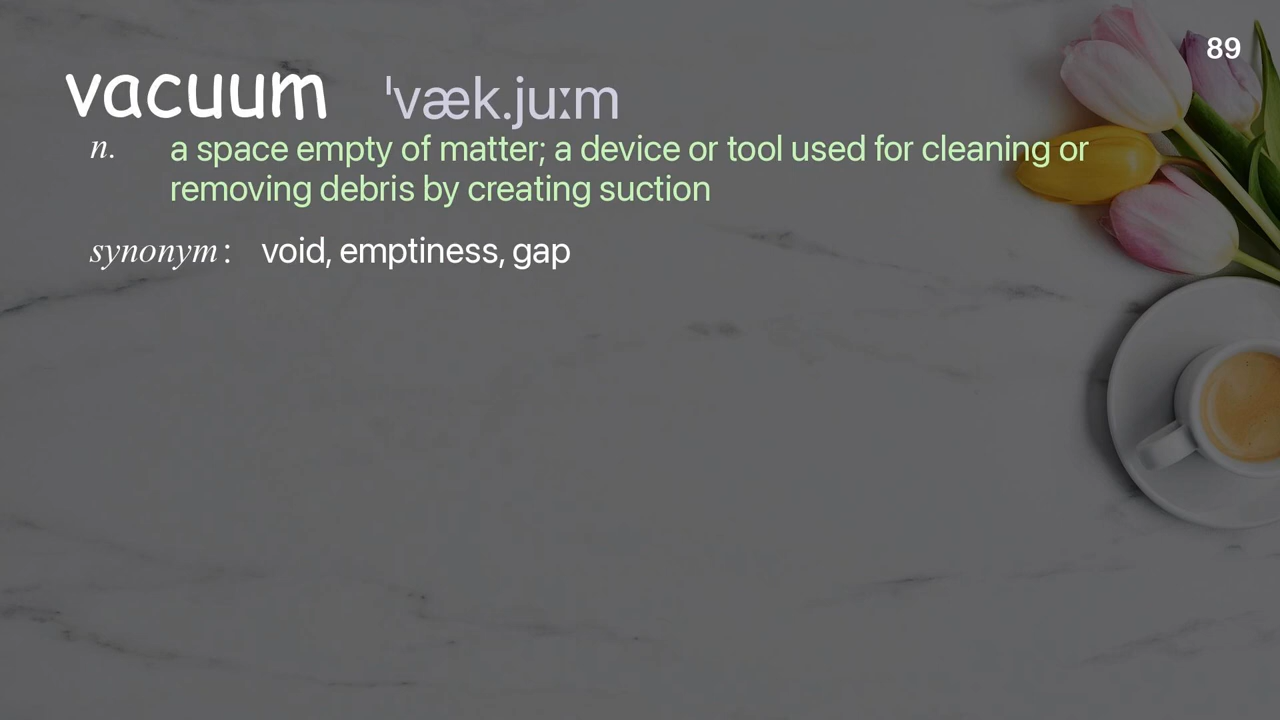 89
vacuum ˈvæk.juːm
n. a space empty of matter; a device or tool used for cleaning or
removing debris by creating suction
synonym: void, emptiness, gap